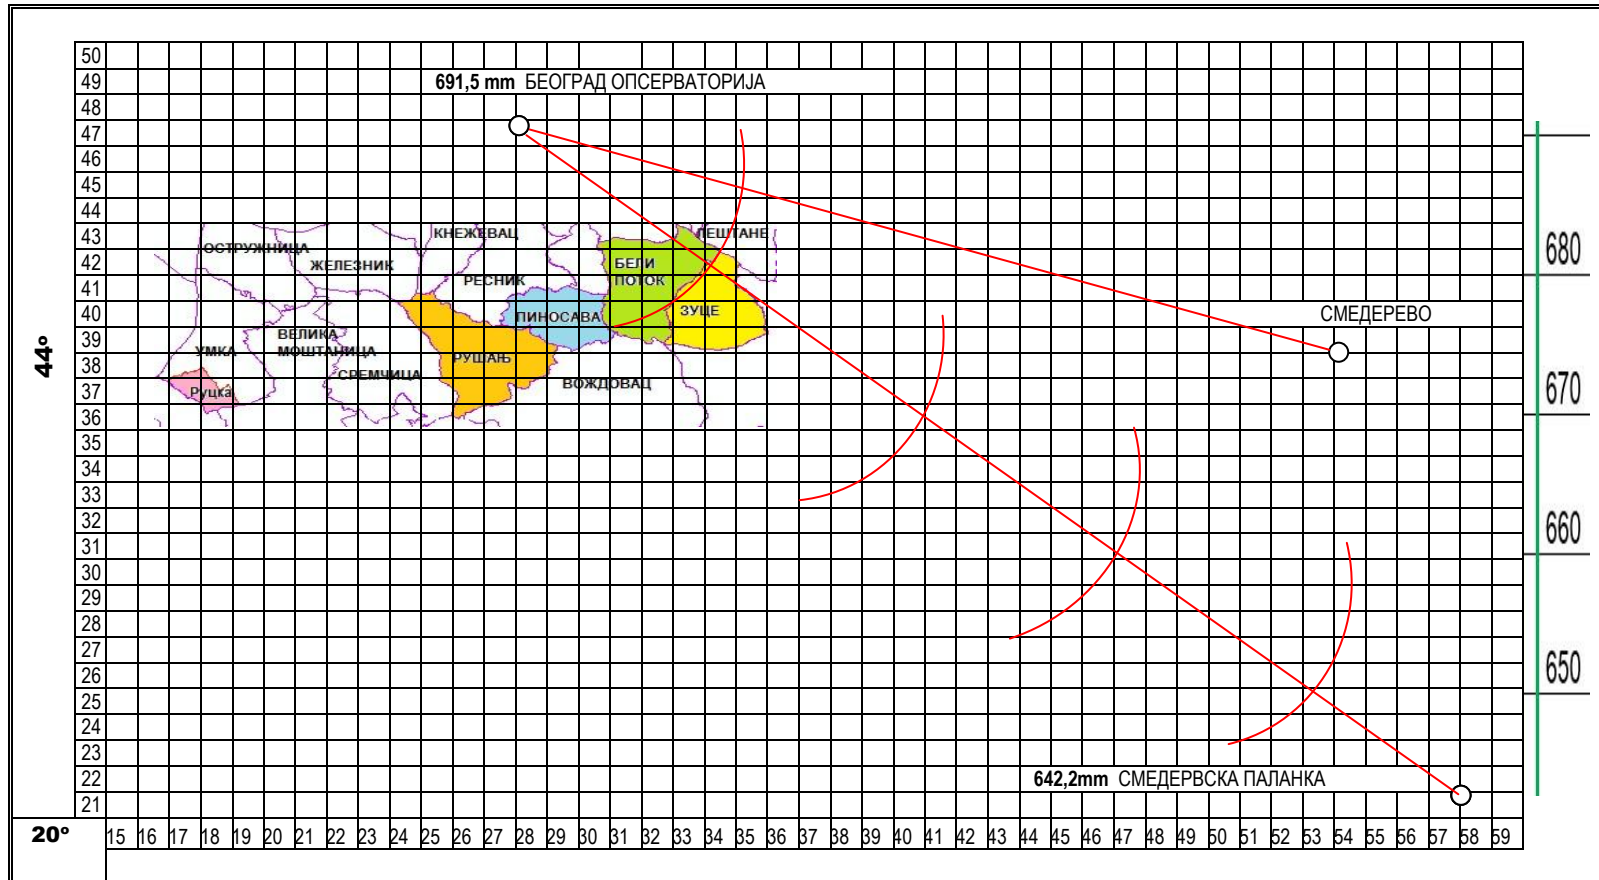 50
49
691,5 mm БЕОГРАД ОПСЕРВАТОРИЈА
48
47
46
45
44
43
КНЕЖЕВАЦ
ЛЕШТАНЕ
ОСТРУЖНИЦА
680
42
ЖЕЛЕЗНИК
БЕЛИ
ПОТОК
РЕСНИК
41
40
ПИНОСАВА
ЗУЦЕ
СМЕДЕРЕВО
39
ВЕЛИКА
МОШТАНИЦА
УМКА
44º
38
РУШАЊ
СРЕМЧИЦА
ВОЖДОВАЦ
37
Руцка
670
36
35
34
33
32
31
660
30
29
28
27
26
650
25
24
23
22
642,2mm СМЕДЕРВСКА ПАЛАНКА
21
20º
15 16 17 18 19 20 21 22 23 24 25 26 27 28 29 30 31 32 33 34 35 36 37 38 39 40 41 42 43 44 45 46 47 48 49 50 51 52 53 54 55 56 57 58 59